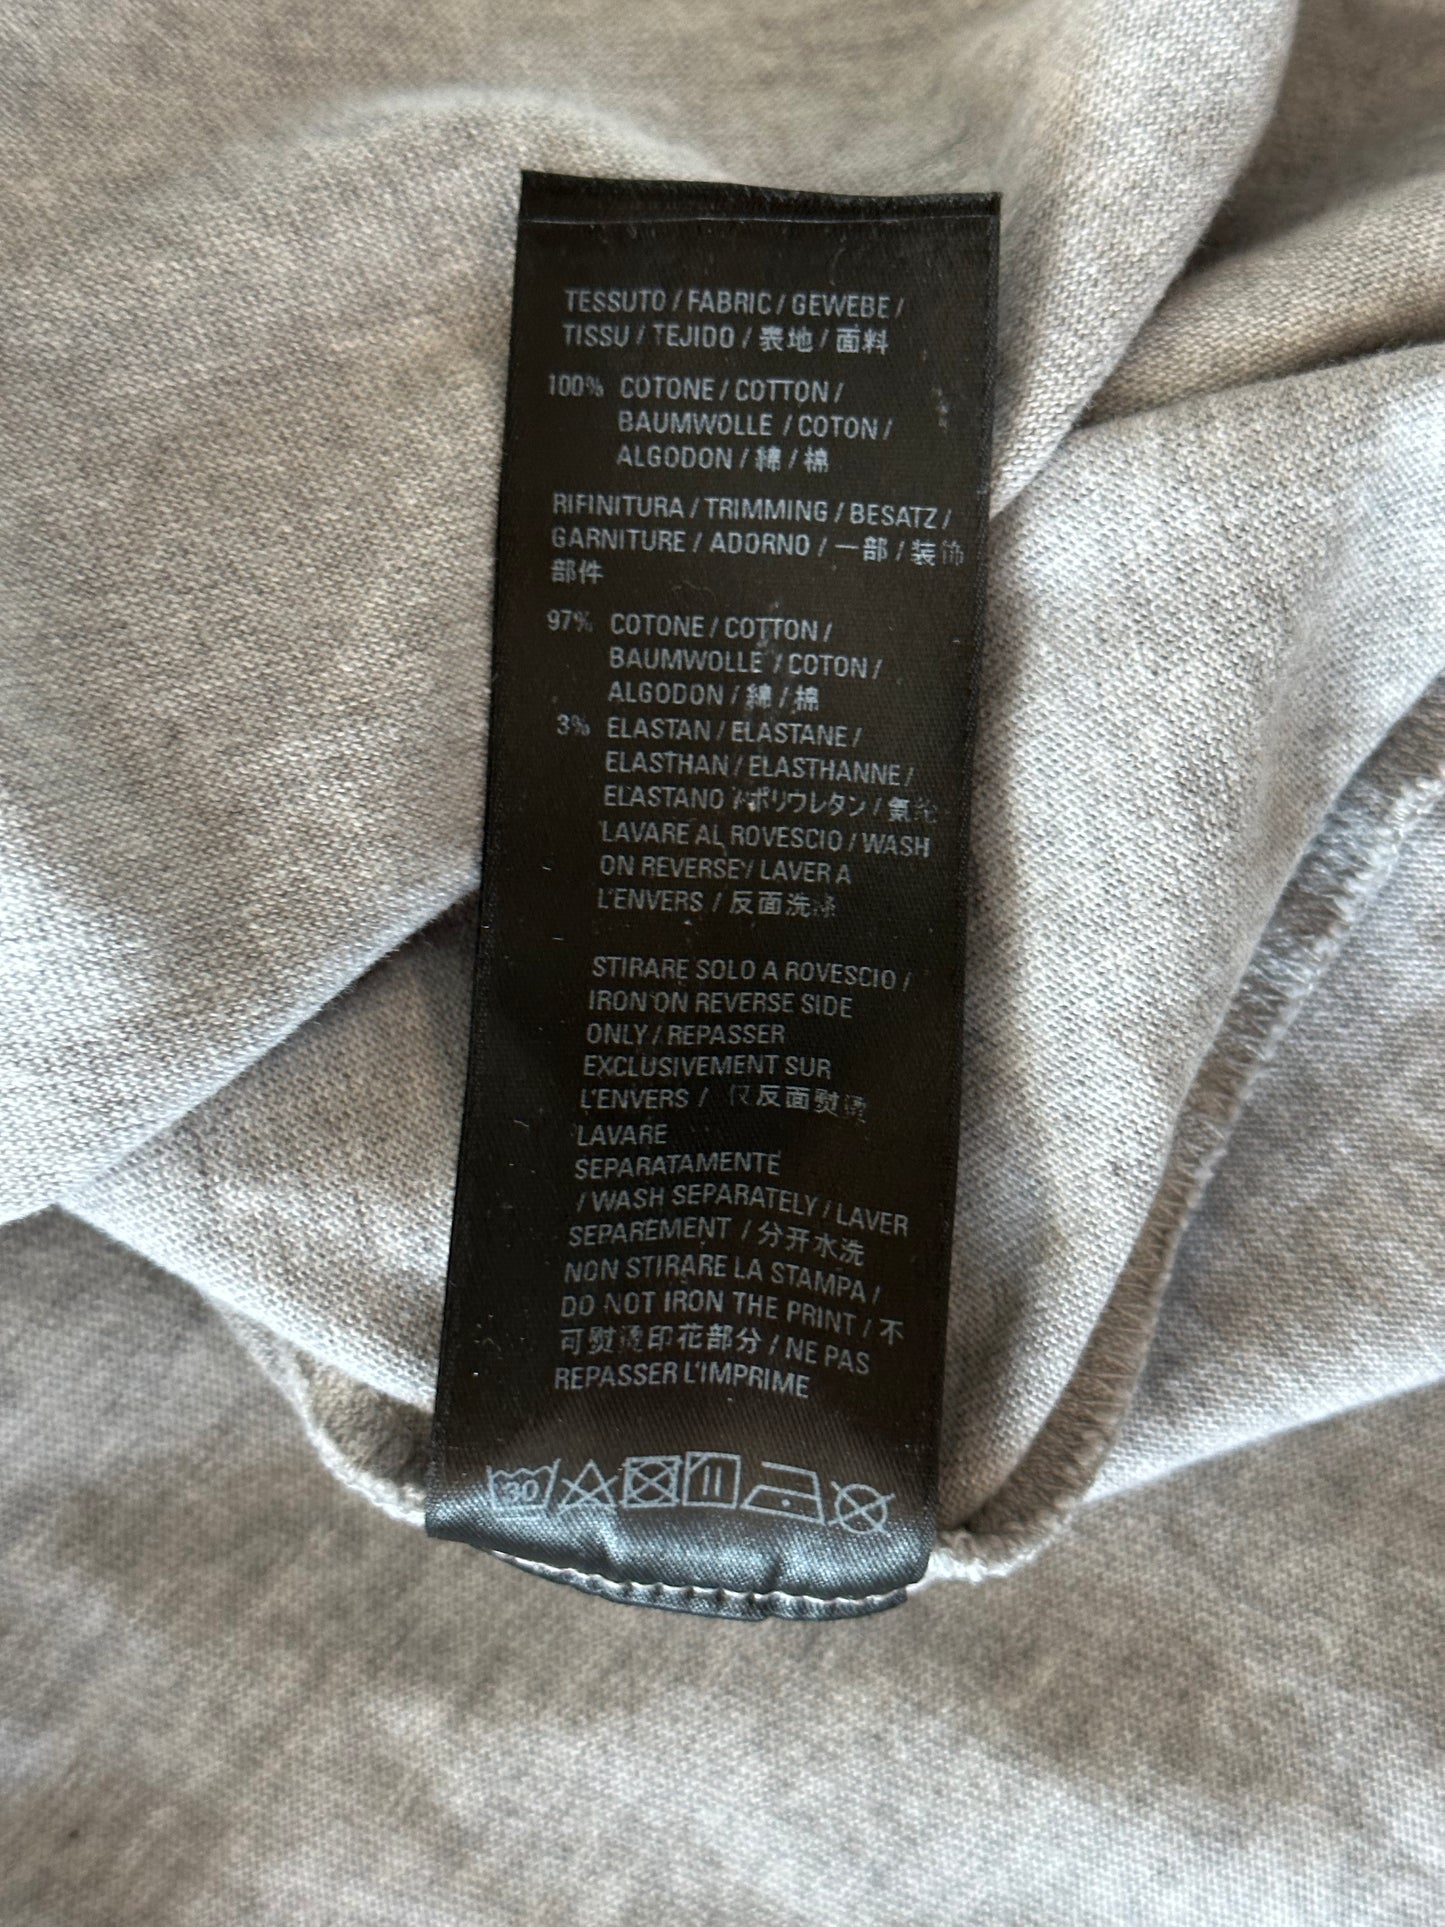 TESSUTO / FABRIC / GEWEBE /
TISSU / TEJIDO / 表地 / 面料
100% COTONE / COTTON /
BAUMWOLLE / COTON /
ALGODON / 綿 / 棉
RIFINITURA / TRIMMING / BESATZ /
GARNITURE / ADORNO / 一部 / 装饰
部件
97% COTONE / COTTON /
BAUMWOLLE / COTON /
ALGODON / 綿 / 棉
3% ELASTAN / ELASTANE /
ELASTHAN / ELASTHANNE /
ELASTANO / ポリウレタン /
LAVARE AL ROVESCIO / WASH
ON REVERSE / LAVER A
L'ENVERS / 反面洗涤
STIRARE SOLO A ROVESCIO /
IRON ON REVERSE SIDE
ONLY / REPASSER
EXCLUSIVEMENT SUR
L'ENVERS / 仅反面熨烫
LAVARE
SEPARATAMENTE
/ WASH SEPARATELY / LAVER
SEPAREMENT / 分开水洗
NON STIRARE LA STAMPA /
DO NOT IRON THE PRINT / 不
可熨烫印花部分 / NE PAS
REPASSER L'IMPRIME
30